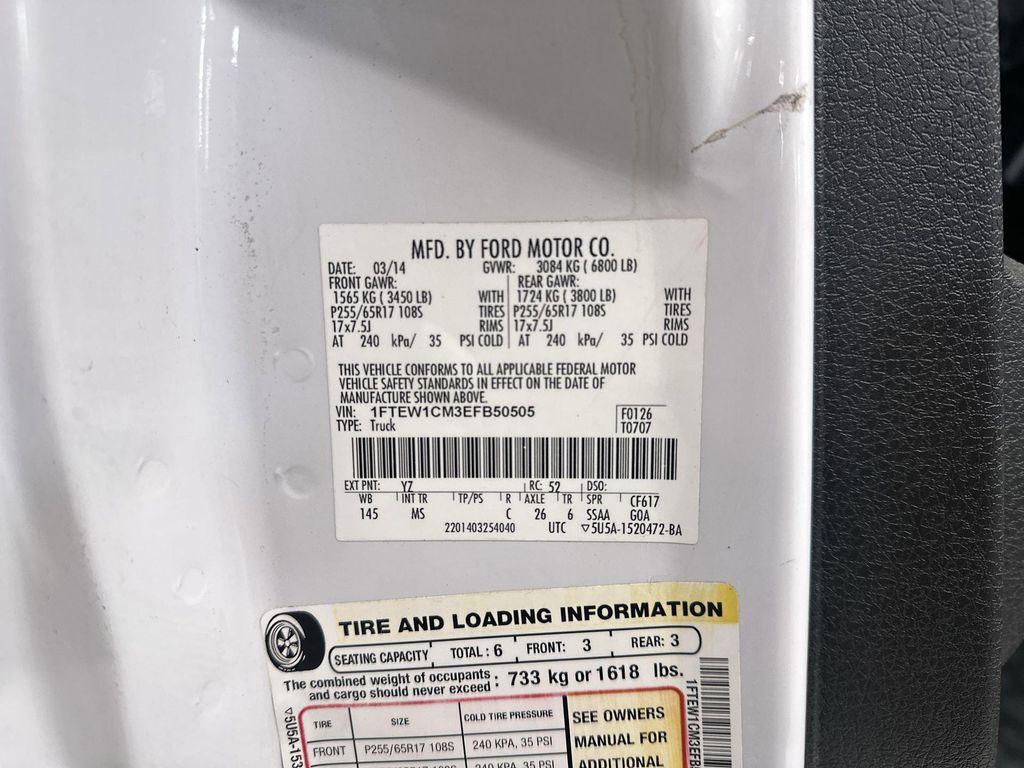 MFD. BY FORD MOTOR CO.
DATE: 03/14 GVWR: 3084 KG ( 6800 LB)
FRONT GAWR: REAR GAWR:
1565 KG ( 3450 LB) WITH 1724 KG ( 3800 LB) WITH
P255/65R17 108S TIRES P255/65R17 108S TIRES
17x7.5J RIMS 17x7.5J RIMS
AT 240 kPa/ 35 PSI COLD AT 240 kPa/ 35 PSI COLD
THIS VEHICLE CONFORMS TO ALL APPLICABLE FEDERAL MOTOR
VEHICLE SAFETY STANDARDS IN EFFECT ON THE DATE OF
MANUFACTURE SHOWN ABOVE.
VIN: 1FTEW1CM3EFB50505 F0126
TYPE: Truck T0707
EXT PNT: YZ RC: 52 DSO:
WB INT TR TP/PS R AXLE TR SPR CF617
145 MS C 26 6 SSAA GOA
2201403254040 UTC ▽5U5A-1520472-BA
TIRE AND LOADING INFORMATION
SEATING CAPACITY TOTAL: 6 FRONT: 3 REAR: 3
The combined weight of occupants
and cargo should never exceed : 733 kg or 1618 lbs.
TIRE SIZE COLD TIRE PRESSURE SEE OWNERS
FRONT P255/65R17 108S 240 KPA, 35 PSI MANUAL FOR
ADDITIONAL
▽5U5A-153
1FTEW1CM3EFB